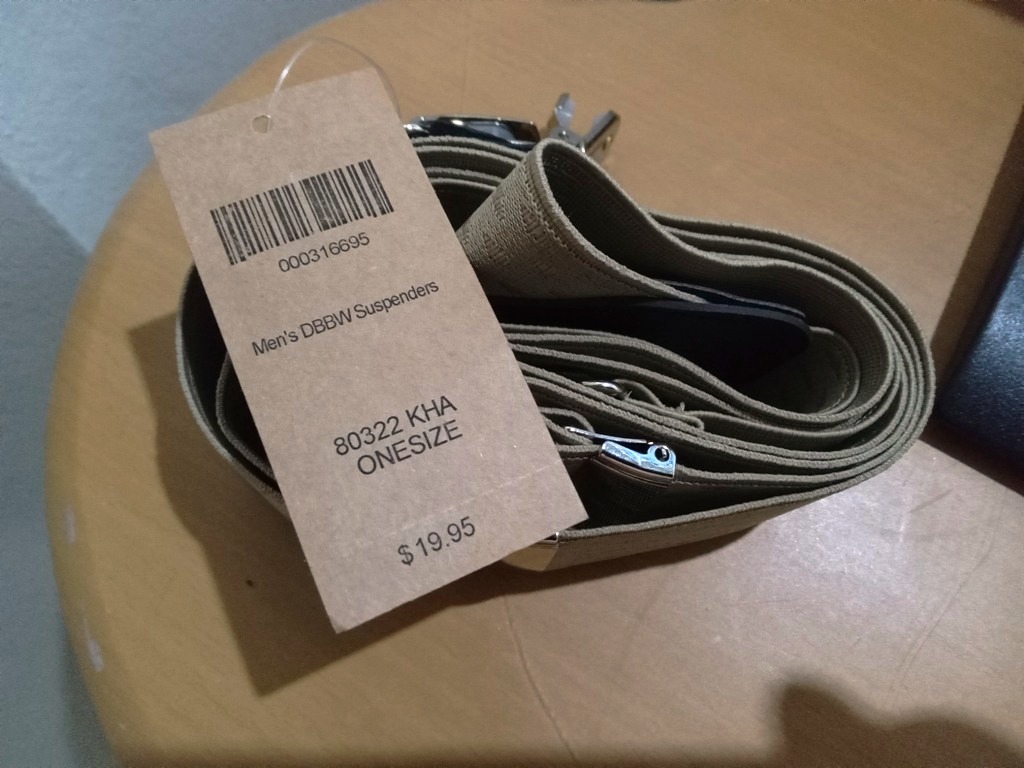 000316695
Men's DBBW Suspenders
80322 KHA
ONESIZE
$19.95